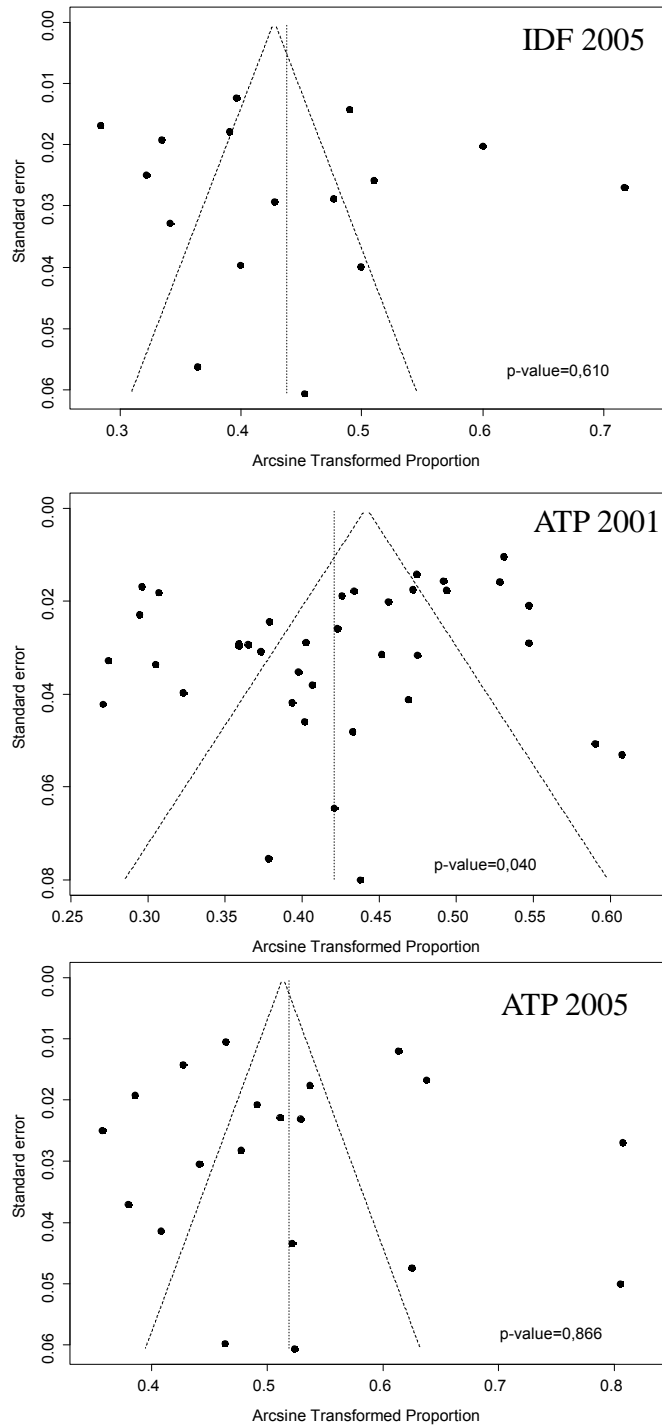 IDF 2005
0.00
0.01
0.02
0.03
0.04
0.05
0.06
Standard error
p-value=0,610
0.3 0.4 0.5 0.6 0.7
Arcsine Transformed Proportion
ATP 2001
0.00
0.02
0.04
0.06
0.08
Standard error
p-value=0,040
0.25 0.30 0.35 0.40 0.45 0.50 0.55 0.60
Arcsine Transformed Proportion
ATP 2005
0.00
0.01
0.02
0.03
0.04
0.05
0.06
Standard error
p-value=0,866
0.4 0.5 0.6 0.7 0.8
Arcsine Transformed Proportion